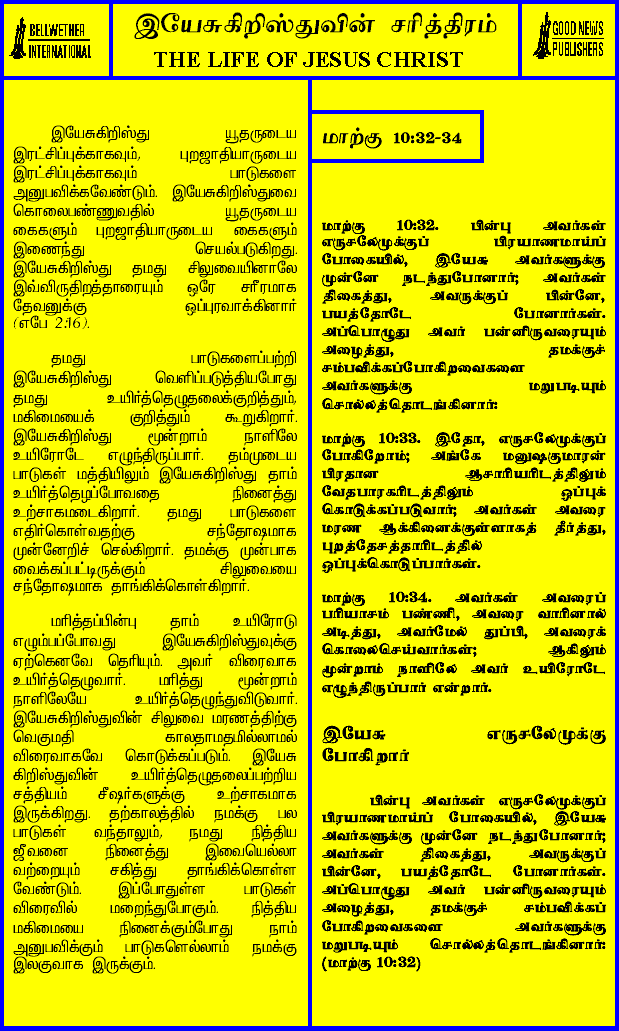 BELLWETHER
INTERNATIONAL
இயேசுகிறிஸ்துவின் சரித்திரம்
THE LIFE OF JESUS CHRIST
GOOD NEWS
PUBLISHERS
இயேசுகிறிஸ்து யூதருடைய
இரட்சிப்புக்காகவும், புறஜாதியாருடைய
இரட்சிப்புக்காகவும் பாடுகளை
அனுபவிக்கவேண்டும். இயேசுகிறிஸ்துவை
கொலைபண்ணுவதில் யூதருடைய
கைகளும் புறஜாதியாருடைய கைகளும்
இணைந்து செயல்படுகிறது.
இயேசுகிறிஸ்து தமது சிலுவையினாலே
இவ்விருதிறத்தாரையும் ஒரே சரீரமாக
தேவனுக்கு ஒப்புரவாக்கினார்
(எபே 2:16).
தமது பாடுகளைப்பற்றி
இயேசுகிறிஸ்து வெளிப்படுத்தியபோது
தமது உயிர்த்தெழுதலைக்குறித்தும்,
மகிமையைக் குறித்தும் கூறுகிறார்.
இயேசுகிறிஸ்து மூன்றாம் நாளிலே
உயிரோடே எழுந்திருப்பார். தம்முடைய
பாடுகள் மத்தியிலும் இயேசுகிறிஸ்து தாம்
உயிர்த்தெழப்போவதை நினைத்து
உற்சாகமடைகிறார். தமது பாடுகளை
எதிர்கொள்வதற்கு சந்தோஷமாக
முன்னேறிச் செல்கிறார். தமக்கு முன்பாக
வைக்கப்பட்டிருக்கும் சிலுவையை
சந்தோஷமாக தாங்கிக்கொள்கிறார்.
மரித்தப்பின்பு தாம் உயிரோடு
எழும்பப்போவது இயேசுகிறிஸ்துவுக்கு
ஏற்கெனவே தெரியும். அவர் விரைவாக
உயிர்த்தெழுவார். மரித்து மூன்றாம்
நாளிலேயே உயிர்த்தெழுந்துவிடுவார்.
இயேசுகிறிஸ்துவின் சிலுவை மரணத்திற்கு
வெகுமதி காலதாமதமில்லாமல்
விரைவாகவே கொடுக்கப்படும். இயேசு
கிறிஸ்துவின் உயிர்த்தெழுதலைப்பற்றிய
சத்தியம் சீஷர்களுக்கு உற்சாகமாக
இருக்கிறது. தற்காலத்தில் நமக்கு பல
பாடுகள் வந்தாலும், நமது நித்திய
ஜீவனை நினைத்து இவையெல்லா
வற்றையும் சகித்து தாங்கிக்கொள்ள
வேண்டும். இப்போதுள்ள பாடுகள்
விரைவில் மறைந்துபோகும். நித்திய
மகிமையை நினைக்கும்போது நாம்
அனுபவிக்கும் பாடுகளெல்லாம் நமக்கு
இலகுவாக இருக்கும்.
மாற்கு 10:32-34
மாற்கு 10:32. பின்பு அவர்கள்
எருசலேமுக்குப் பிரயாணமாய்ப்
போகையில், இயேசு அவர்களுக்கு
முன்னே நடந்துபோனார்; அவர்கள்
திகைத்து, அவருக்குப் பின்னே,
பயத்தோடே போனார்கள்.
அப்பொழுது அவர் பன்னிருவரையும்
அழைத்து, தமக்குச்
சம்பவிக்கப்போகிறவைகளை
அவர்களுக்கு மறுபடியும்
சொல்லத்தொடங்கினார்:
மாற்கு 10:33. இதோ, எருசலேமுக்குப்
போகிறோம்; அங்கே மனுஷகுமாரன்
பிரதான ஆசாரியரிடத்திலும்
வேதபாரகரிடத்திலும் ஒப்புக்
கொடுக்கப்படுவார்; அவர்கள் அவரை
மரண ஆக்கினைக்குள்ளாகத் தீர்த்து,
புறத்தேசத்தாரிடத்தில்
ஒப்புக்கொடுப்பார்கள்.
மாற்கு 10:34. அவர்கள் அவரைப்
பரியாசம் பண்ணி, அவரை வாரினால்
அடித்து, அவர்மேல் துப்பி, அவரைக்
கொலைசெய்வார்கள்; ஆகிலும்
மூன்றாம் நாளிலே அவர் உயிரோடே
எழுந்திருப்பார் என்றார்.
இயேசு எருசலேமுக்கு
போகிறார்
பின்பு அவர்கள் எருசலேமுக்குப்
பிரயாணமாய்ப் போகையில், இயேசு
அவர்களுக்கு முன்னே நடந்துபோனார்;
அவர்கள் திகைத்து, அவருக்குப்
பின்னே, பயத்தோடே போனார்கள்.
அப்பொழுது அவர் பன்னிருவரையும்
அழைத்து, தமக்குச் சம்பவிக்கப்
போகிறவைகளை அவர்களுக்கு
மறுபடியும் சொல்லத்தொடங்கினார்:
(மாற்கு 10:32)